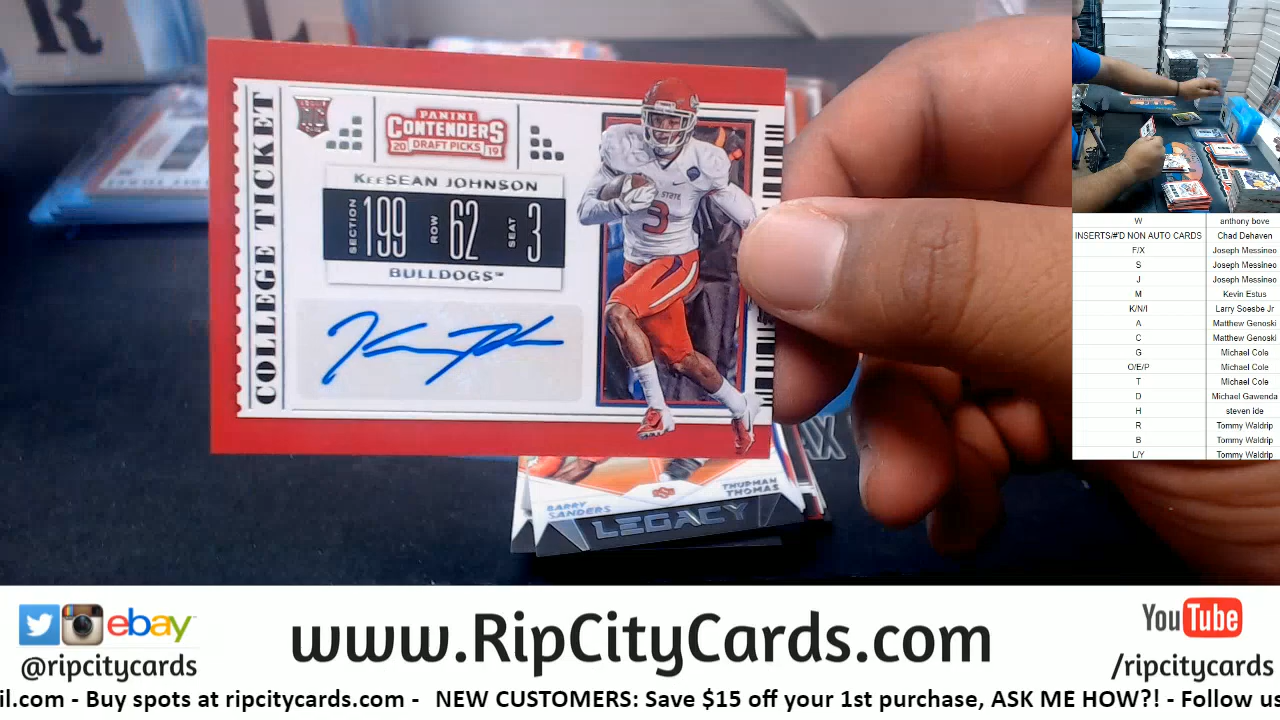 R
L
COLLEGE TICKET
RC
PANINI
CONTENDERS
20 DRAFT PICKS 19
KEESEAN JOHNSON
SECTION 199 ROW 62 SEAT 3
BULLDOGS™
STATE
3
BARRY SANDERS
THURMAN THOMAS
LEGACY
W anthony bove
INSERTS/#'D NON AUTO CARDS Chad Dehaven
F/X Joseph Messineo
S Joseph Messineo
J Joseph Messineo
M Kevin Estus
K/N/I Larry Soesbe Jr
A Matthew Genoski
C Matthew Genoski
G Michael Cole
O/E/P Michael Cole
T Michael Cole
D Michael Gawenda
H steven ide
R Tommy Waldrip
B Tommy Waldrip
L/Y Tommy Waldrip
ebay™
@ripcitycards
www.RipCityCards.com
YouTube
/ripcitycards
il.com - Buy spots at ripcitycards.com - NEW CUSTOMERS: Save $15 off your 1st purchase, ASK ME HOW?! - Follow us